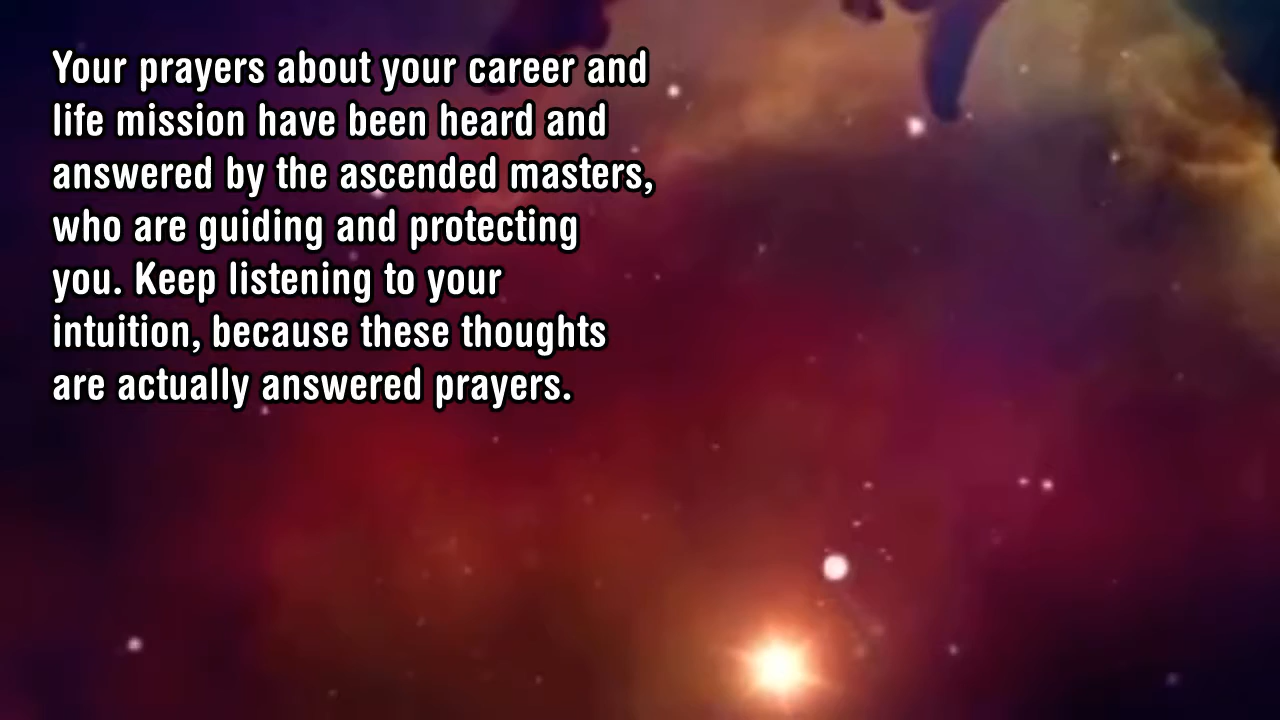 Your prayers about your career and
life mission have been heard and
answered by the ascended masters,
who are guiding and protecting
you. Keep listening to your
intuition, because these thoughts
are actually answered prayers.